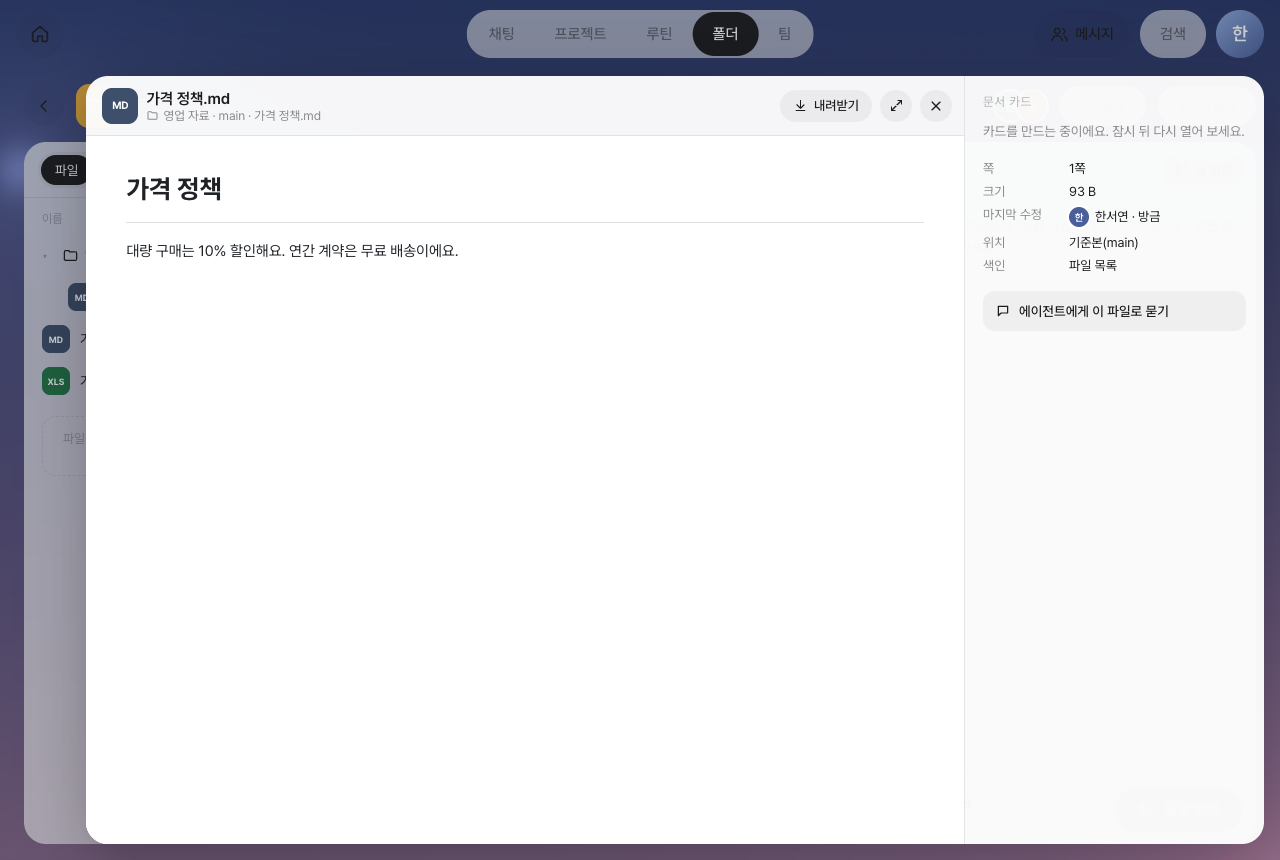 채팅
프로젝트
루틴
폴더
팀
메시지
검색
한
MD
가격 정책.md
영업 자료 · main · 가격 정책.md
내려받기
파일
이름
MD
XLS
파일
가격 정책
대량 구매는 10% 할인해요. 연간 계약은 무료 배송이에요.
문서 카드
카드를 만드는 중이에요. 잠시 뒤 다시 열어 보세요.
쪽 1쪽
크기 93 B
마지막 수정 한 한서연 · 방금
위치 기준본(main)
색인 파일 목록
에이전트에게 이 파일로 묻기